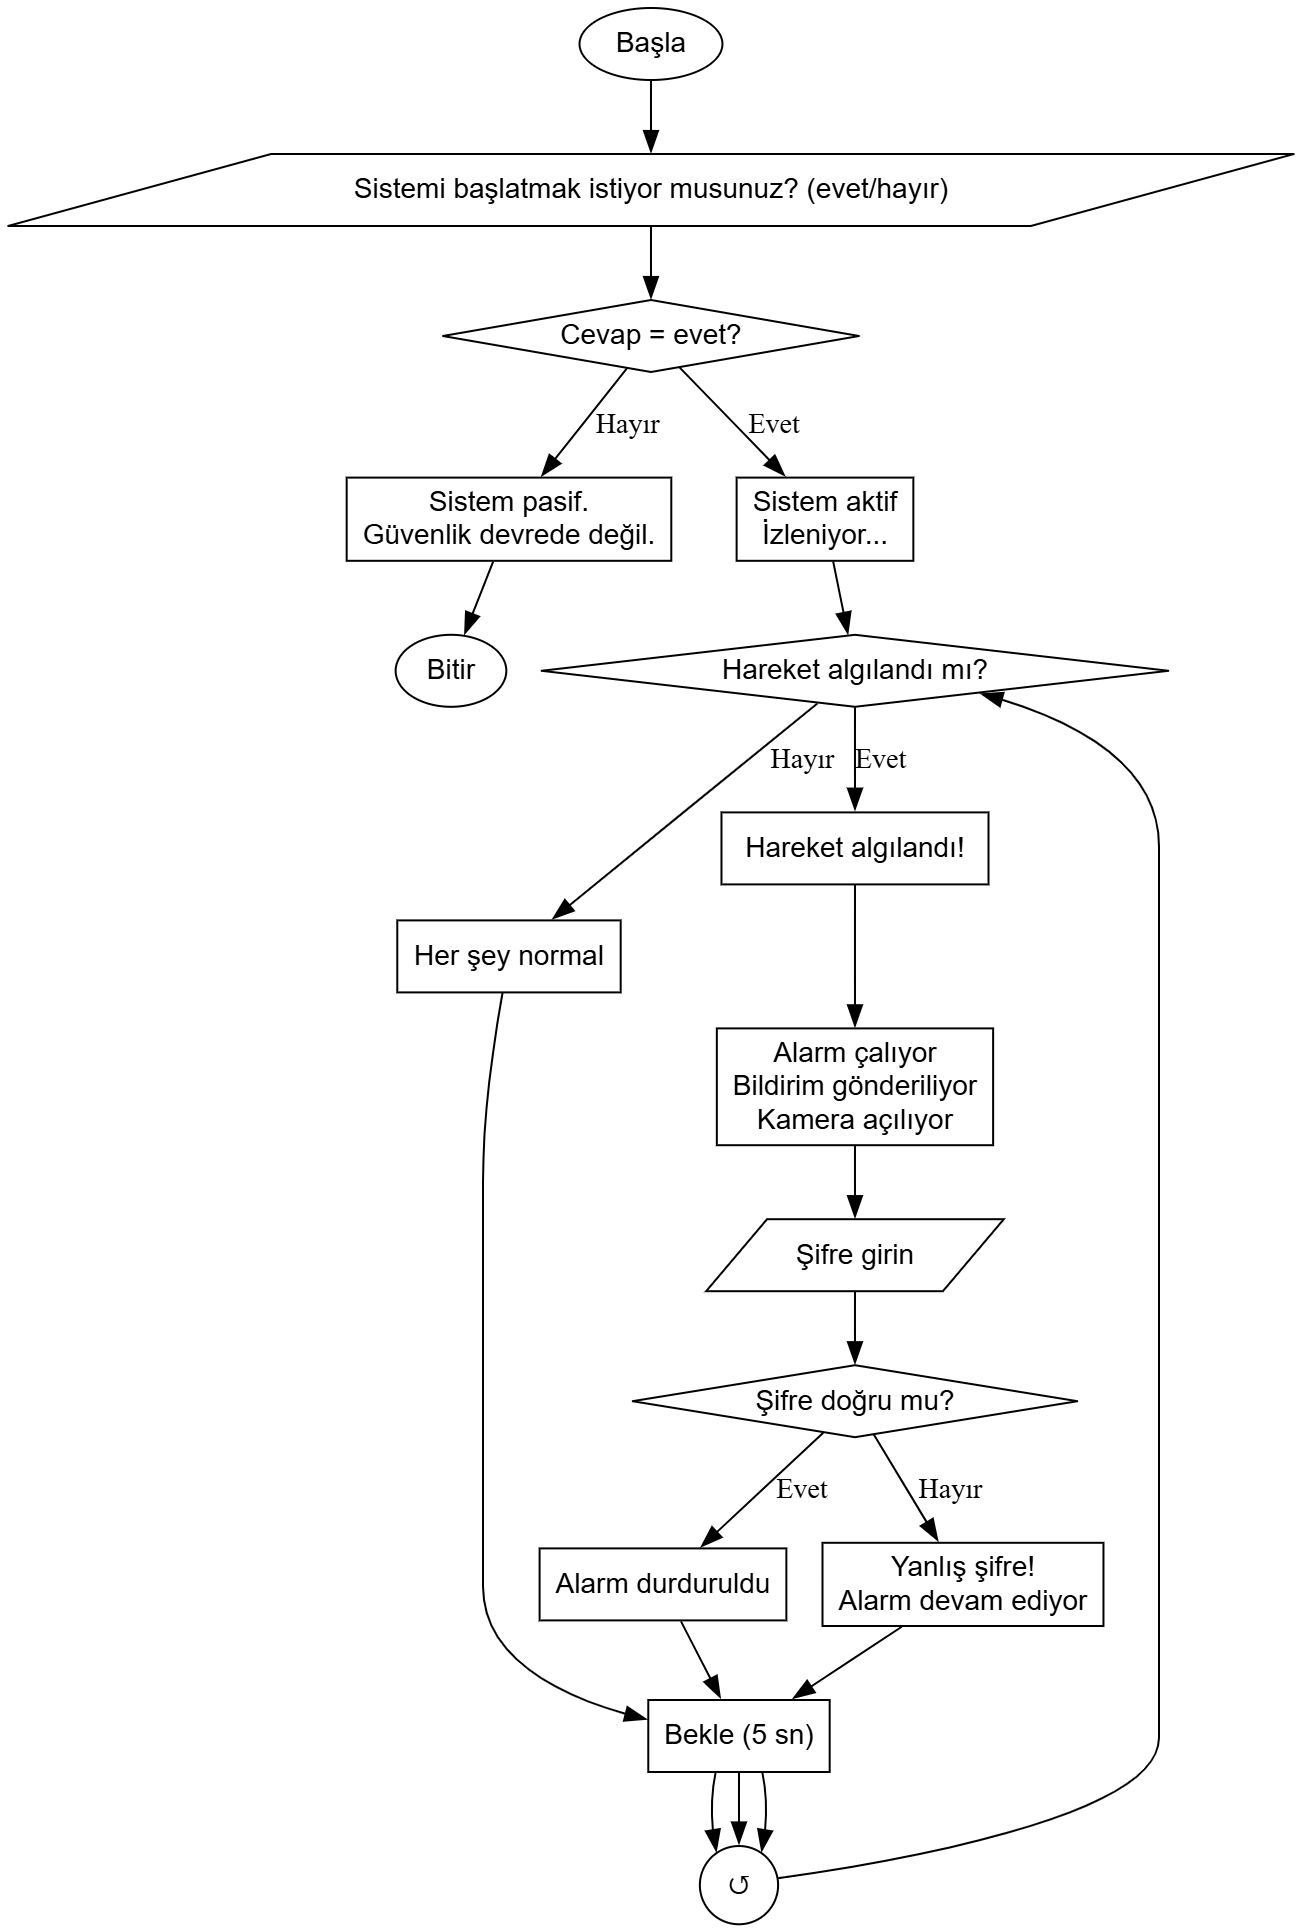 Başla
Sistemi başlatmak istiyor musunuz? (evet/hayır)
Cevap = evet?
Hayır
Evet
Sistem pasif.
Güvenlik devrede değil.
Sistem aktif
İzleniyor...
Bitir
Hareket algılandı mı?
Hayır
Evet
Hareket algılandı!
Her şey normal
Alarm çalıyor
Bildirim gönderiliyor
Kamera açılıyor
Şifre girin
Şifre doğru mu?
Evet
Hayır
Alarm durduruldu
Yanlış şifre!
Alarm devam ediyor
Bekle (5 sn)
↺